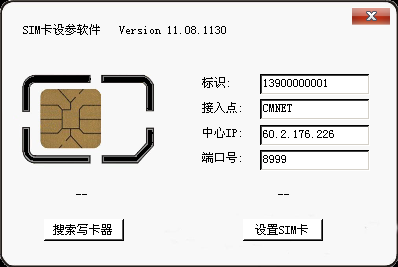 SIM卡设参软件 Version 11.08.1130
标识: 13900000001
接入点: CMNET
中心IP: 60.2.176.226
端口号: 8999
-- --
搜索写卡器 设置SIM卡